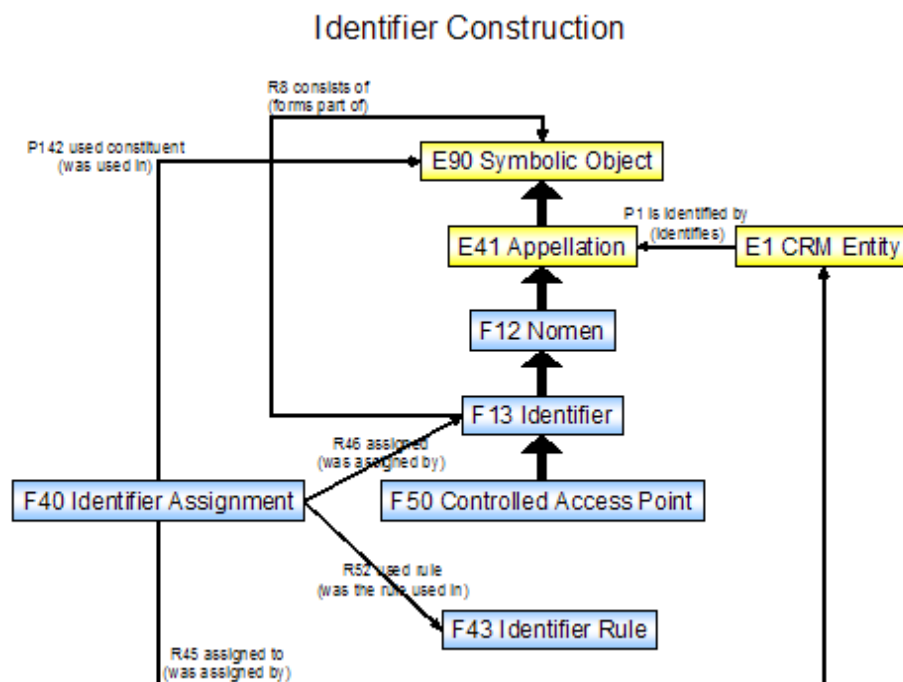 Identifier Construction
R8 consists of
(forms part of)
P142 used constituent
(was used in)
E90 Symbolic Object
P1 is identified by
(identifies)
E41 Appellation
E1 CRM Entity
F12 Nomen
F13 Identifier
R46 assigned
(was assigned by)
F40 Identifier Assignment
F50 Controlled Access Point
R52 used rule
(was the rule used in)
F43 Identifier Rule
R45 assigned to
(was assigned by)